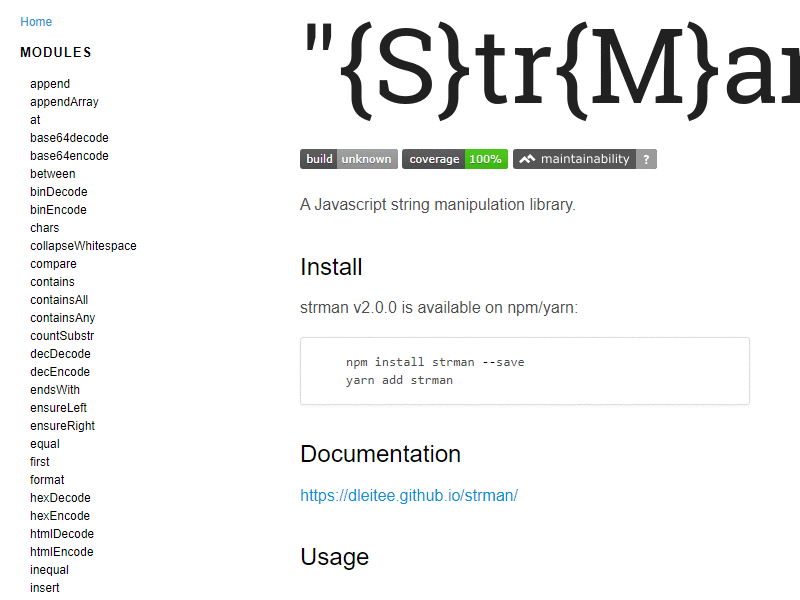 Home
MODULES
append
appendArray
at
base64decode
base64encode
between
binDecode
binEncode
chars
collapseWhitespace
compare
contains
containsAll
containsAny
countSubstr
decDecode
decEncode
endsWith
ensureLeft
ensureRight
equal
first
format
hexDecode
hexEncode
htmlDecode
htmlEncode
inequal
insert
"{S}tr{M}an
build unknown coverage 100% maintainability ?
A Javascript string manipulation library.
Install
strman v2.0.0 is available on npm/yarn:
npm install strman --save
yarn add strman
Documentation
https://dleitee.github.io/strman/
Usage